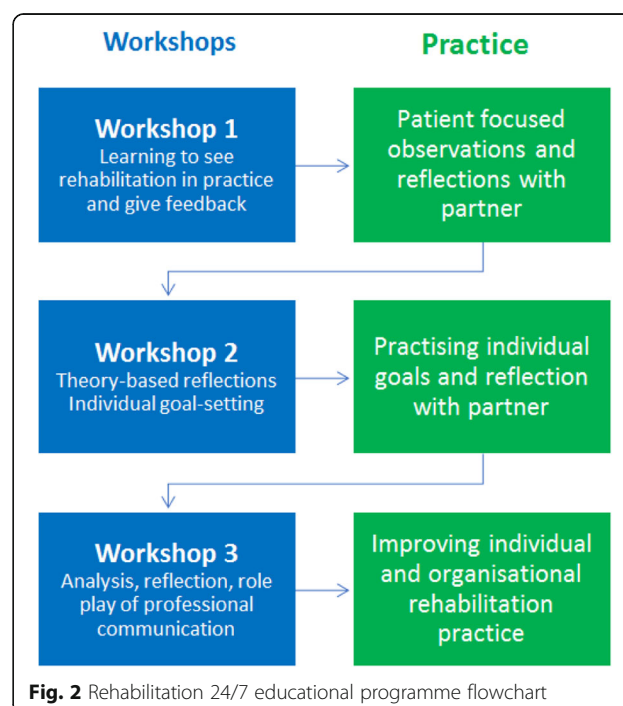 Workshops
Practice
Workshop 1
Learning to see
rehabilitation in practice
and give feedback
Patient focused
observations and
reflections with
partner
Workshop 2
Theory-based reflections
Individual goal-setting
Practising individual
goals and reflection
with partner
Workshop 3
Analysis, reflection, role
play of professional
communication
Improving individual
and organisational
rehabilitation
practice
Fig. 2 Rehabilitation 24/7 educational programme flowchart